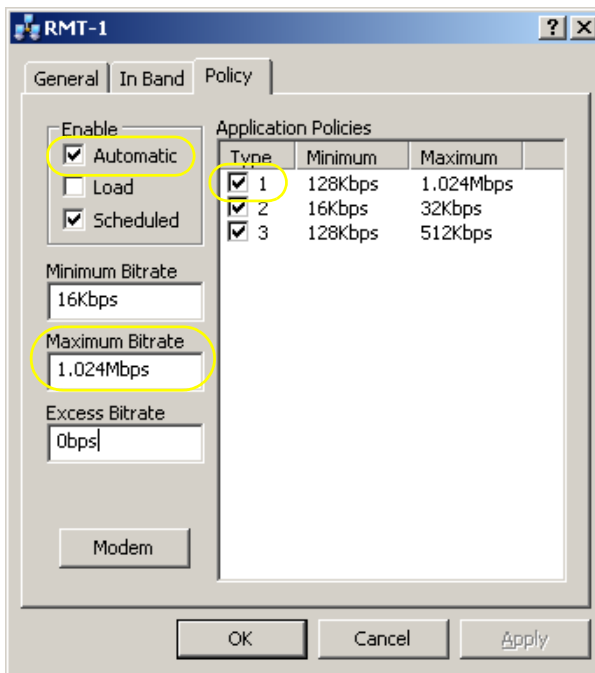 RMT-1
General In Band Policy
Enable
Automatic
Load
Scheduled
Minimum Bitrate
16Kbps
Maximum Bitrate
1.024Mbps
Excess Bitrate
0bps
Modem
Application Policies
Type Minimum Maximum
1 128Kbps 1.024Mbps
2 16Kbps 32Kbps
3 128Kbps 512Kbps
OK Cancel Apply